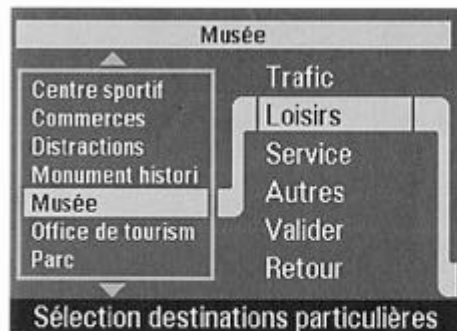 Musée
Centre sportif
Commerces
Distractions
Monument histori
Musée
Office de tourism
Parc
Trafic
Loisirs
Service
Autres
Valider
Retour
Sélection destinations particulières